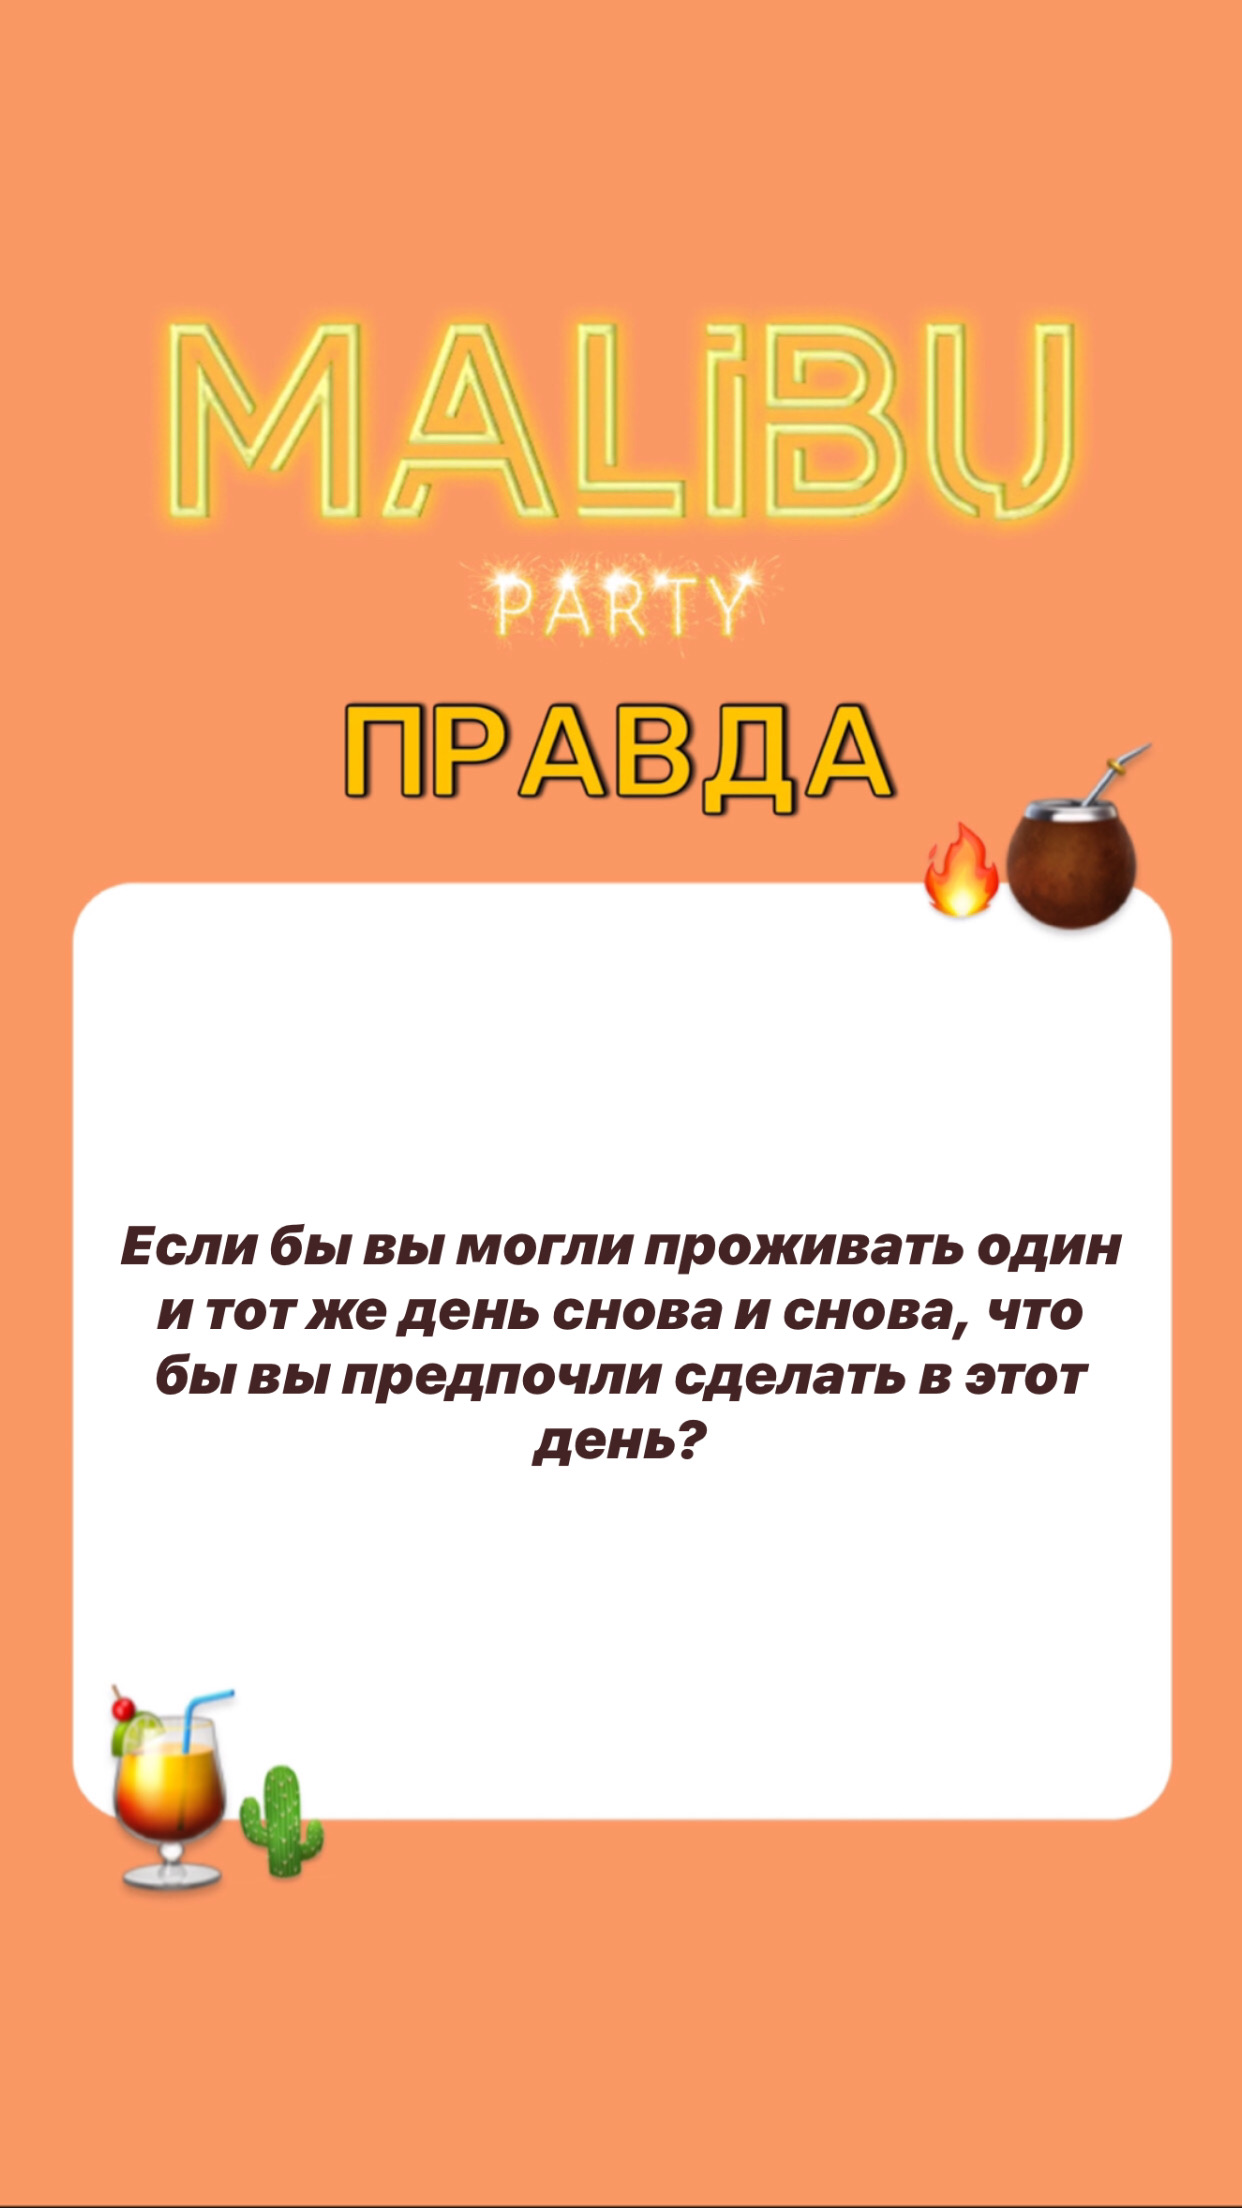 MALiBU
PARTY
ПРАВДА
Если бы вы могли проживать один
и тот же день снова и снова, что
бы вы предпочли сделать в этот
день?